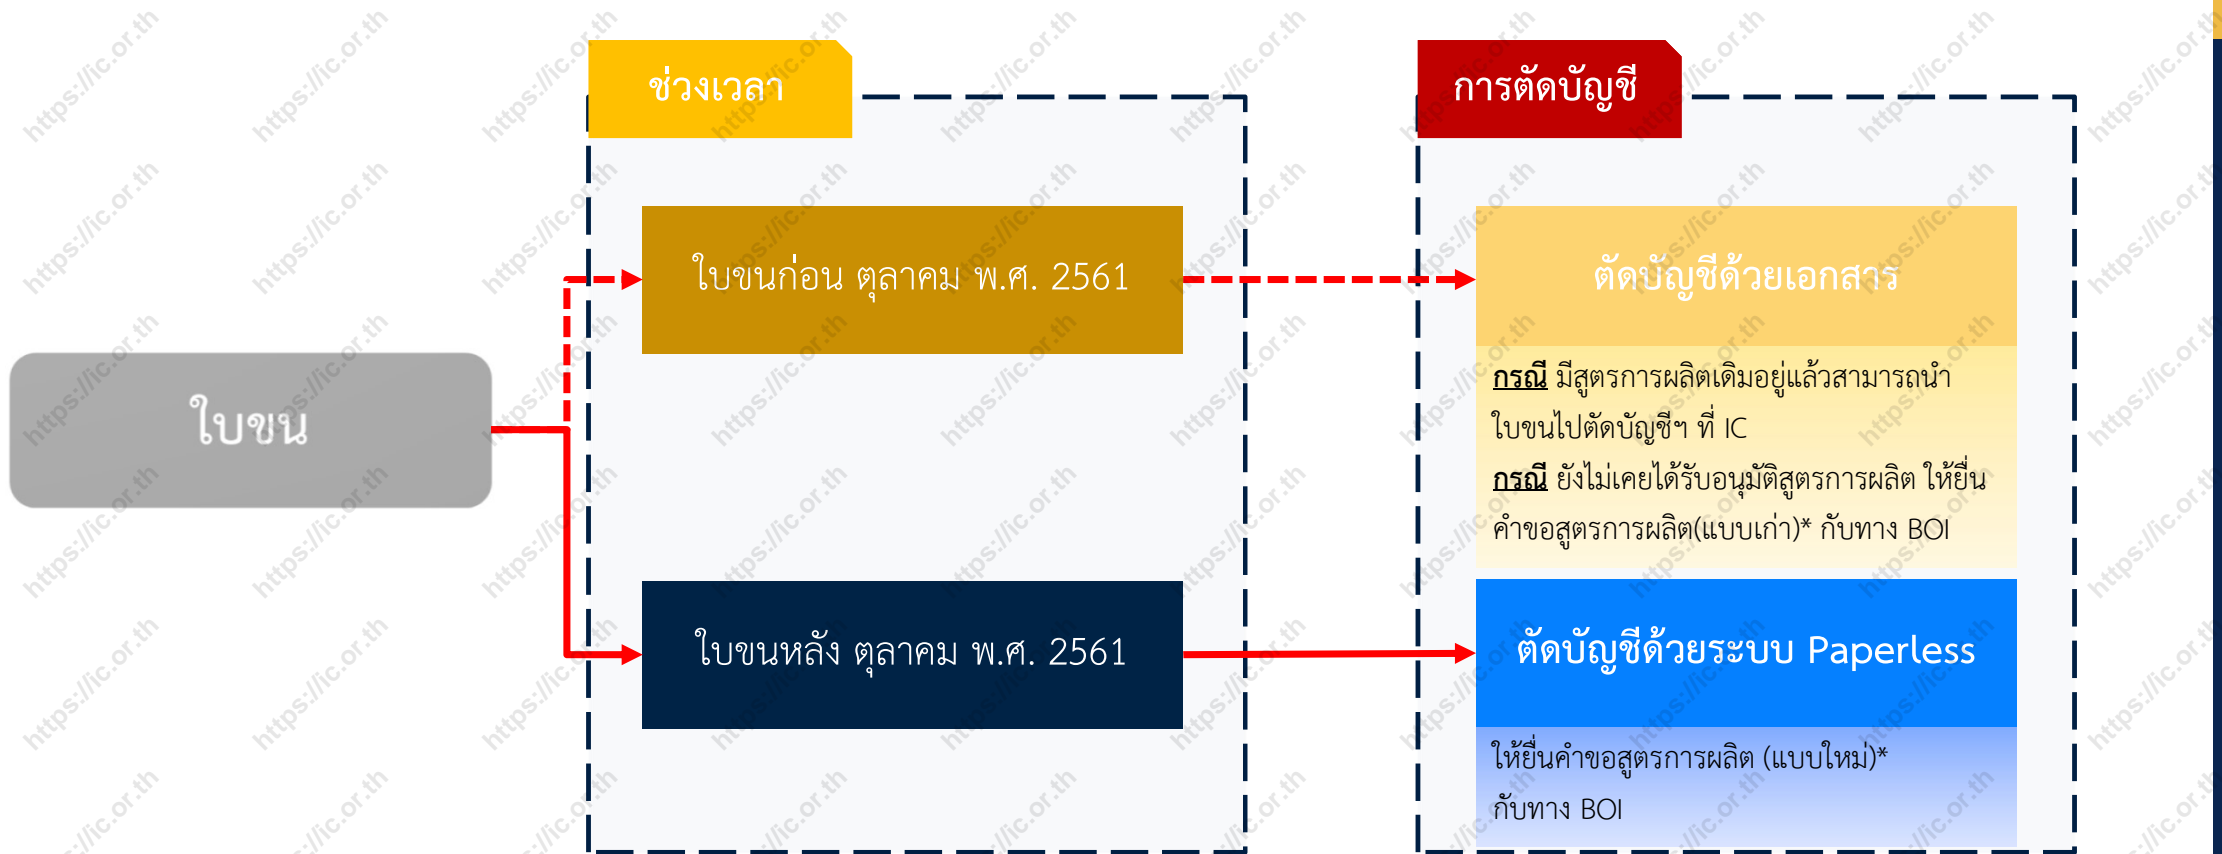 ช่วงเวลา
การตัดบัญชี
ใบขน
ใบขนก่อน ตุลาคม พ.ศ. 2561
ตัดบัญชีด้วยเอกสาร
กรณี มีสูตรการผลิตเดิมอยู่แล้วสามารถนำ
ใบขนไปตัดบัญชีฯ ที่ IC
กรณี ยังไม่เคยได้รับอนุมัติสูตรการผลิต ให้ยื่น
คำขอสูตรการผลิต(แบบเก่า)* กับทาง BOI
ใบขนหลัง ตุลาคม พ.ศ. 2561
ตัดบัญชีด้วยระบบ Paperless
ให้ยื่นคำขอสูตรการผลิต (แบบใหม่)*
กับทาง BOI
https://ic.or.th